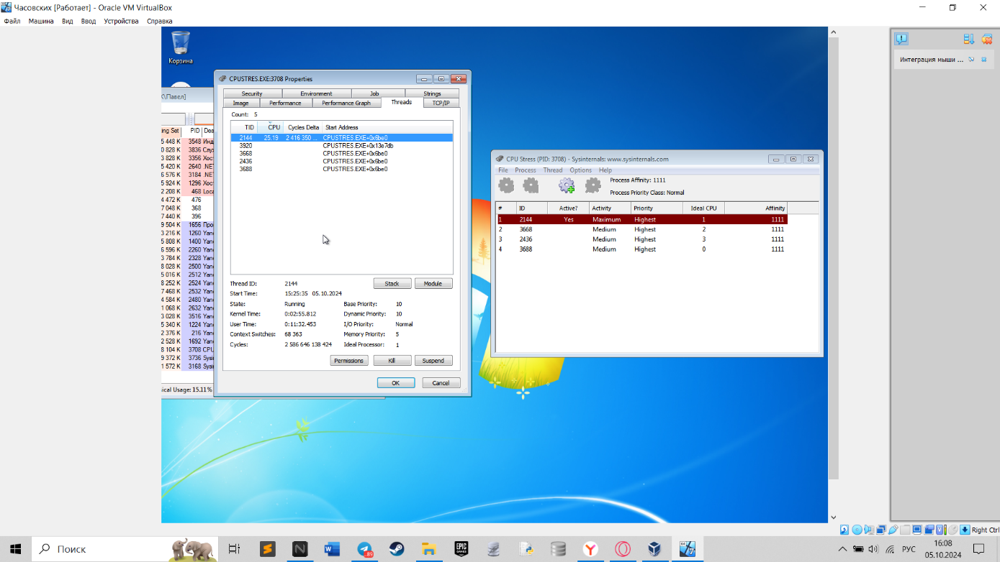 Часовских [Работает] - Oracle VM VirtualBox
Файл Машина Вид Ввод Устройства Справка
Корзина
Интеграция мыши ...
\Павел]
ing Set PID Des
5 448 K 3548 Инд
0 828 K 3836 Слу
3 828 K 3356 Хос
5 420 K 2640 .NET
6 576 K 3184 .NET
5 924 K 1296 Хос
2 208 K 468 Loca
4 472 K 476
7 048 K 368
7 440 K 396
9 504 K 1656 Про
3 216 K 1260 Yan
5 808 K 1400 Yan
6 596 K 2260 Yan
3 784 K 2328 Yan
8 028 K 2500 Yan
5 016 K 2512 Yan
8 252 K 2524 Yan
7 468 K 2532 Yan
4 584 K 2480 Yan
1 068 K 2632 Yan
3 028 K 3516 Yan
5 340 K 1224 Yan
2 376 K 216 Yan
2 528 K 1692 Yan
8 104 K 3708 CPU
9 372 K 3736 Sysi
1 572 K 3168 Sysi
ical Usage: 15.11%
CPUSTRES.EXE:3708 Properties
Security Environment Job Strings
Image Performance Performance Graph Threads TCP/IP
Count: 5
TID CPU Cycles Delta Start Address
2144 25.19 2 416 350 ... CPUSTRES.EXE+0x6be0
3920 CPUSTRES.EXE+0x13e7db
3668 CPUSTRES.EXE+0x6be0
2436 CPUSTRES.EXE+0x6be0
3688 CPUSTRES.EXE+0x6be0
Thread ID: 2144 Stack Module
Start Time: 15:25:35 05.10.2024
State: Running Base Priority: 10
Kernel Time: 0:02:55.812 Dynamic Priority: 10
User Time: 0:11:32.453 I/O Priority: Normal
Context Switches: 68 363 Memory Priority: 5
Cycles: 2 586 646 138 424 Ideal Processor: 1
Permissions Kill Suspend
OK Cancel
CPU Stress (PID: 3708) - Sysinternals: www.sysinternals.com
File Process Thread Options Help
Process Affinity: 1111
Process Priority Class: Normal
# ID Active? Activity Priority Ideal CPU Affinity
1 2144 Yes Maximum Highest 1 1111
2 3668 Medium Highest 2 1111
3 2436 Medium Highest 3 1111
4 3688 Medium Highest 0 1111
Right Ctrl
Поиск
89
EPIC GAMES
РУС
16:08
05.10.2024